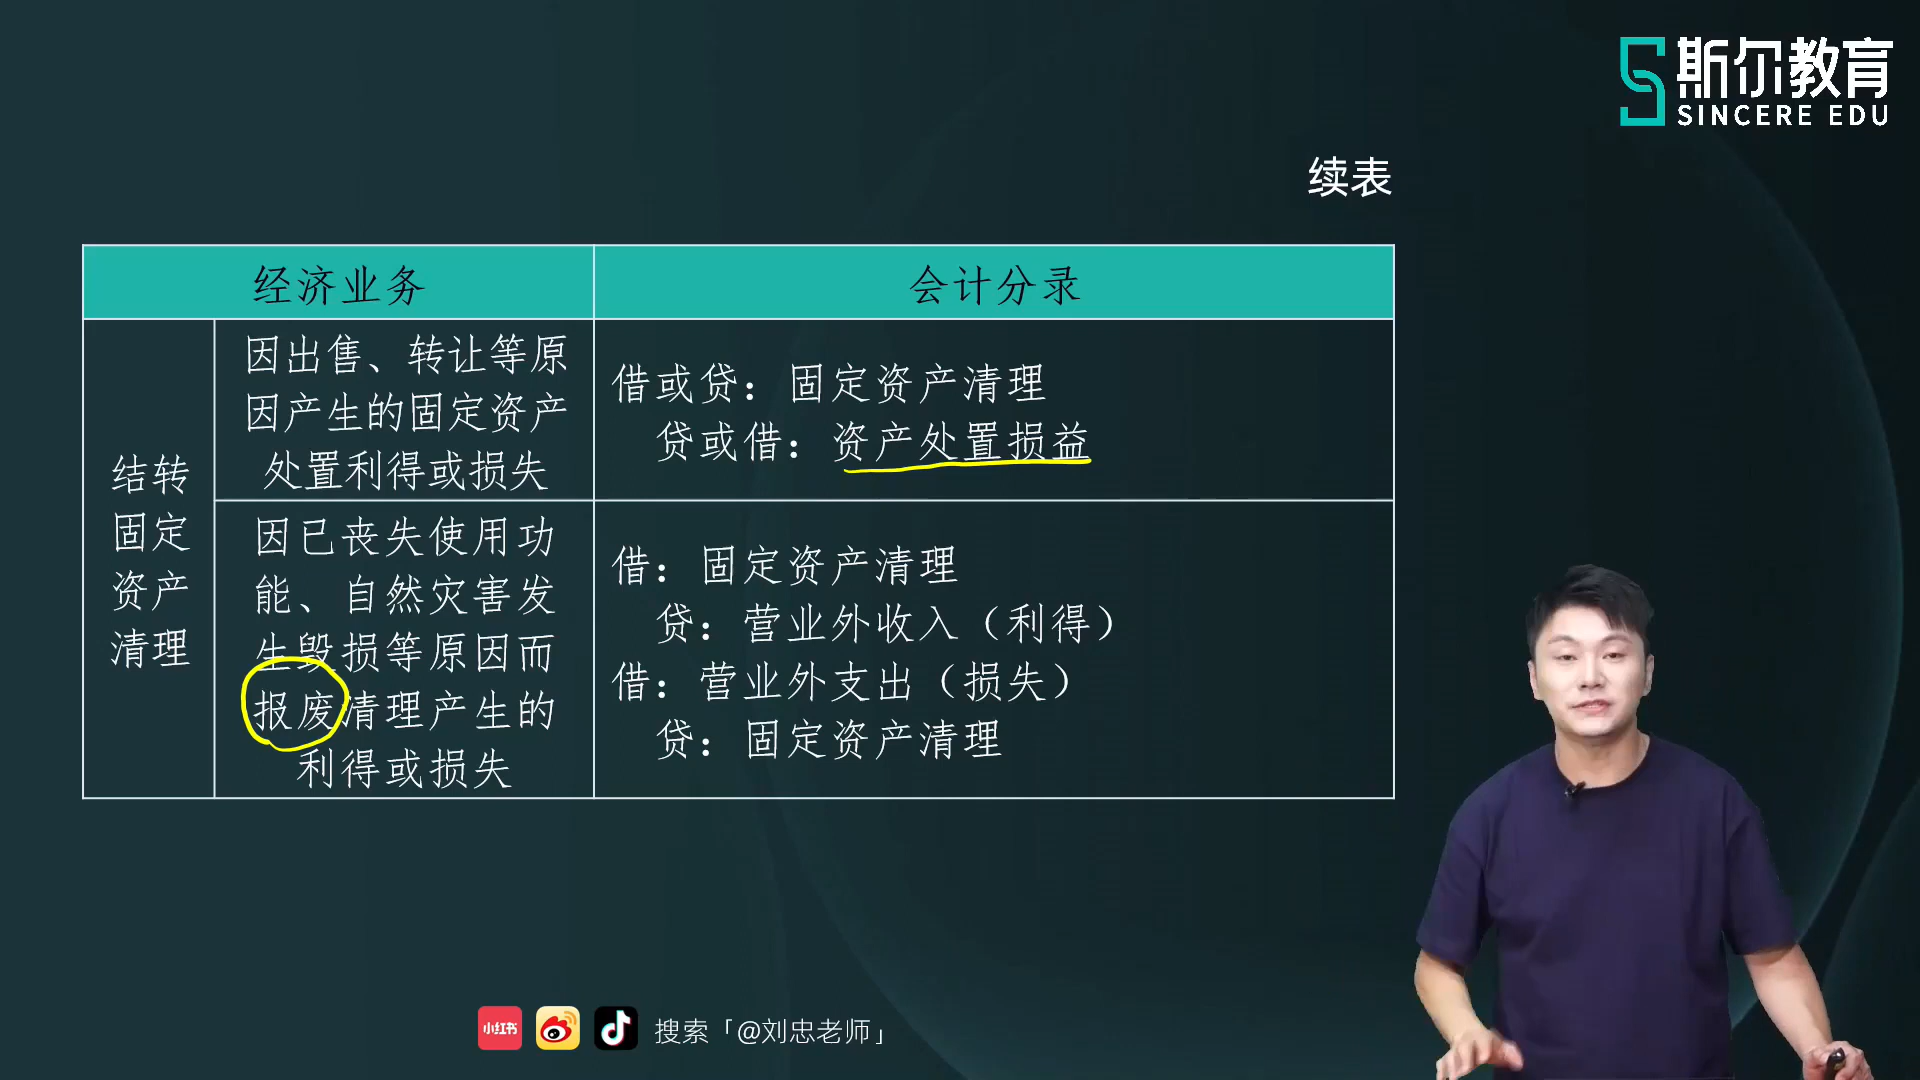 斯尔教育
SINCERE EDU
续表
经济业务
会计分录
结转
固定
资产
清理
因出售、转让等原
因产生的固定资产
处置利得或损失
借或贷：固定资产清理
贷或借：资产处置损益
因已丧失使用功
能、自然灾害发
生毁损等原因而
报废清理产生的
利得或损失
借：固定资产清理
贷：营业外收入（利得）
借：营业外支出（损失）
贷：固定资产清理
小红书
搜索「@刘忠老师」